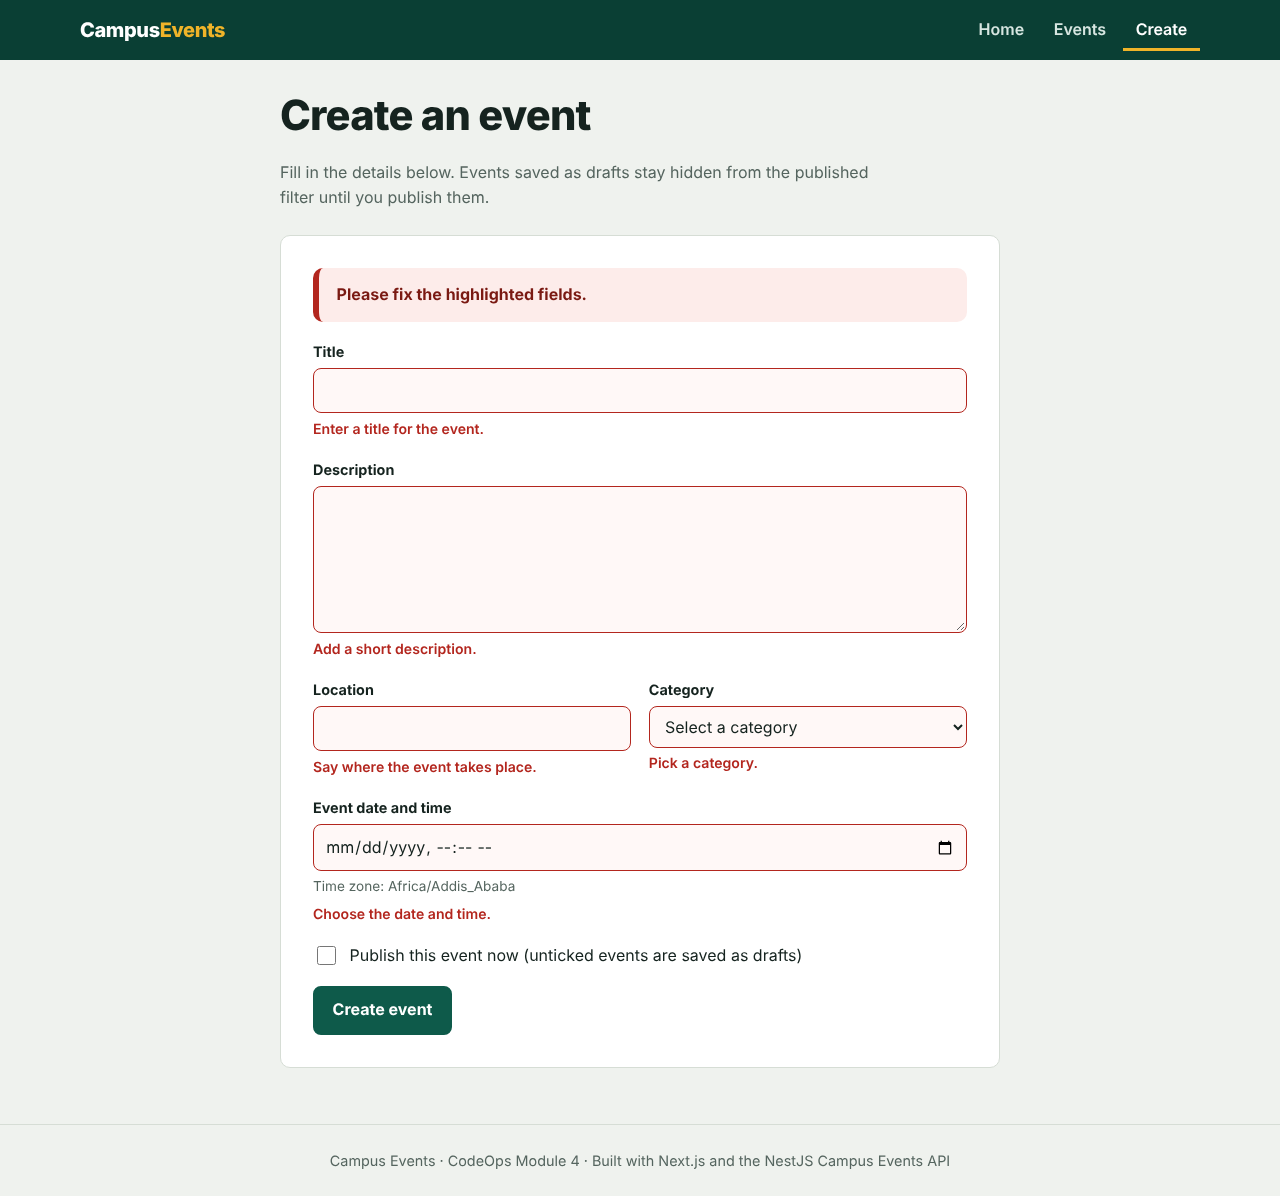 CampusEvents
Home Events Create
Create an event
Fill in the details below. Events saved as drafts stay hidden from the published
filter until you publish them.
Please fix the highlighted fields.
Title
Enter a title for the event.
Description
Add a short description.
Location Category
Select a category
Say where the event takes place. Pick a category.
Event date and time
mm/dd/yyyy, --:-- --
Time zone: Africa/Addis_Ababa
Choose the date and time.
Publish this event now (unticked events are saved as drafts)
Create event
Campus Events · CodeOps Module 4 · Built with Next.js and the NestJS Campus Events API